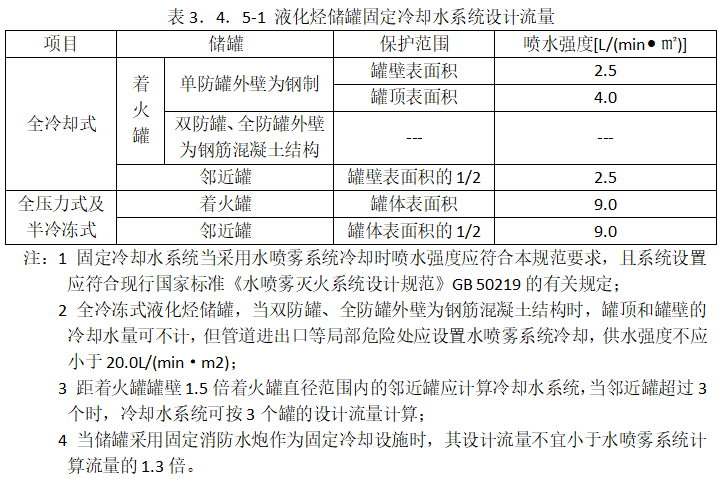 表 3．4．5-1 液化烃储罐固定冷却水系统设计流量
项目 储罐 保护范围 喷水强度[L/(min•㎡)]
全冷却式 着火罐 单防罐外壁为钢制 罐壁表面积 2.5
罐顶表面积 4.0
双防罐、全防罐外壁
为钢筋混凝土结构 --- ---
邻近罐 罐壁表面积的 1/2 2.5
全压力式及 着火罐 罐体表面积 9.0
半冷冻式 邻近罐 罐体表面积的 1/2 9.0
注：1 固定冷却水系统当采用水喷雾系统冷却时喷水强度应符合本规范要求，且系统设置
应符合现行国家标准《水喷雾灭火系统设计规范》GB 50219 的有关规定；
2 全冷冻式液化烃储罐，当双防罐、全防罐外壁为钢筋混凝土结构时，罐顶和罐壁的
冷却水量可不计，但管道进出口等局部危险处应设置水喷雾系统冷却，供水强度不应
小于 20.0L/(min·m2)；
3 距着火罐罐壁 1.5 倍着火罐直径范围内的邻近罐应计算冷却水系统，当邻近罐超过 3
个时，冷却水系统可按 3 个罐的设计流量计算；
4 当储罐采用固定消防水炮作为固定冷却设施时，其设计流量不宜小于水喷雾系统计
算流量的 1.3 倍。